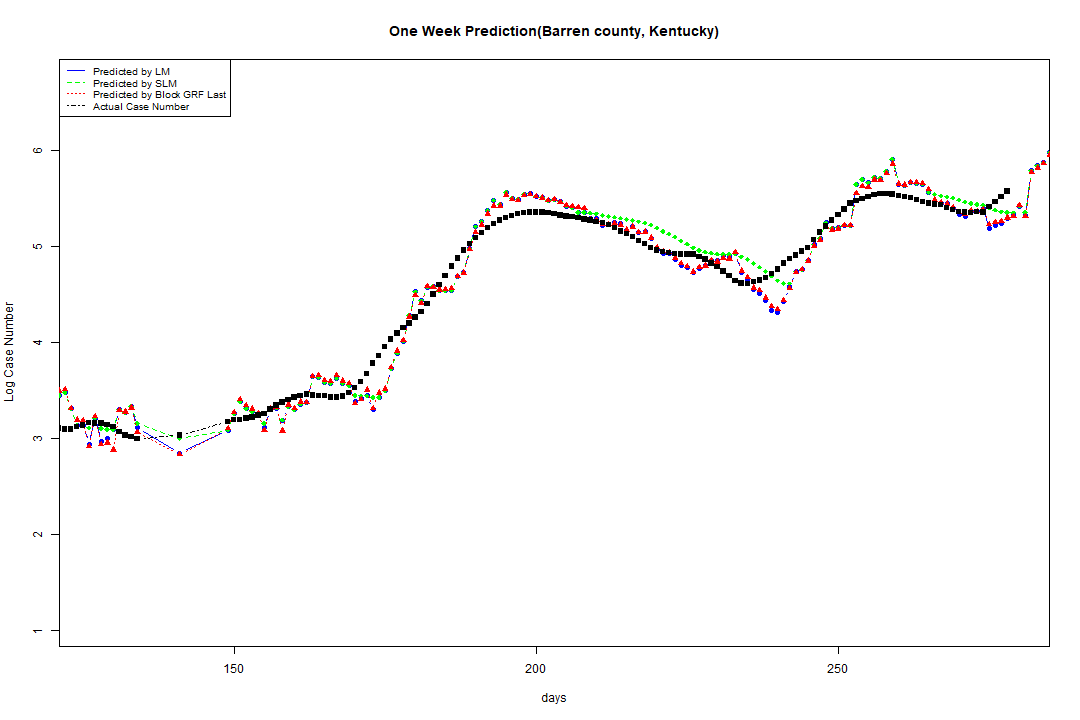 One Week Prediction(Barren county, Kentucky)
Predicted by LM
Predicted by SLM
Predicted by Block GRF Last
Actual Case Number
6
5
4
3
2
1
Log Case Number
150
200
250
days